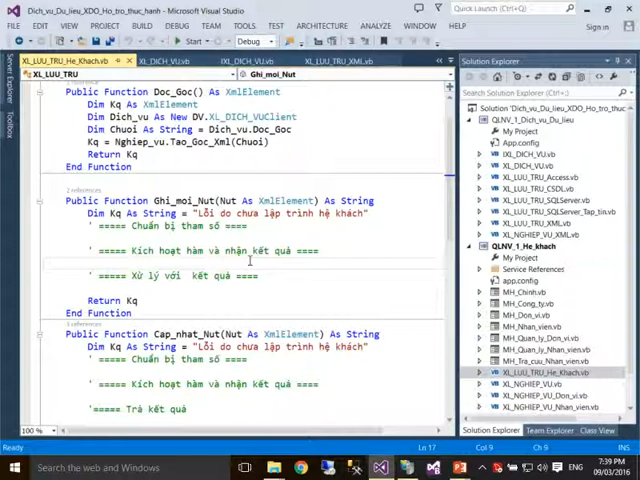 Dich_vu_Du_lieu_XDO_Ho_tro_thuc_hanh - Microsoft Visual Studio
Quick Launch (Ctrl+Q)
FILE EDIT VIEW PROJECT BUILD DEBUG TEAM TOOLS TEST ARCHITECTURE ANALYZE WINDOW HELP
Sign in
Start
Debug
XL_LUU_TRU_He_Khach.vb
XL_DICH_VU.vb
IXL_DICH_VU.vb
XL_LUU_TRU_XML.vb
XL_LUU_TRU
Ghi_moi_Nut
Server Explorer
Toolbox
Public Function Doc_Goc() As XmlElement
Dim Kq As XmlElement
Dim Dich_vu As New DV.XL_DICH_VUClient
Dim Chuoi As String = Dich_vu.Doc_Goc
Kq = Nghiep_vu.Tao_Goc_Xml(Chuoi)
Return Kq
End Function
2 references
Public Function Ghi_moi_Nut(Nut As XmlElement) As String
Dim Kq As String = "Lỗi do chưa lập trình hệ khách"
' ===== Chuẩn bị tham số ====
' ===== Kích hoạt hàm và nhận kết quả ====
' ===== Xử lý với kết quả ====
Return Kq
End Function
3 references
Public Function Cap_nhat_Nut(Nut As XmlElement) As String
Dim Kq As String = "Lỗi do chưa lập trình hệ khách"
' ===== Chuẩn bị tham số ====
' ===== Kích hoạt hàm và nhận kết quả ====
'===== Trả kết quả
100 %
Solution Explorer
Search Solution Explorer (Ctrl+;)
Solution 'Dich_vu_Du_lieu_XDO_Ho_tro_thuc_h
QLNV_1_Dich_vu_Du_lieu
My Project
IXL_DICH_VU.vb
XL_DICH_VU.vb
XL_LUU_TRU_Access.vb
XL_LUU_TRU_CSDL.vb
XL_LUU_TRU_SQLServer.vb
XL_LUU_TRU_SQLServer_Tap_tin.vb
XL_LUU_TRU_XML.vb
QLNV_1_He_khach
My Project
Service References
app.config
MH_Chinh.vb
MH_Cong_ty.vb
MH_Don_vi.vb
MH_Nhan_vien.vb
MH_Quan_ly_Don_vi.vb
MH_Quan_ly_Nhan_vien.vb
MH_Tra_cuu_Nhan_vien.vb
XL_LUU_TRU_He_Khach.vb
XL_NGHIEP_VU.vb
XL_NGHIEP_VU_Don_vi.vb
XL_NGHIEP_VU_Nhan_vien.vb
Solution Explorer Team Explorer Class View
Ready
Ln 17 Col 9 Ch 9 INS
Search the web and Windows
ENG
7:39 PM
09/03/2016